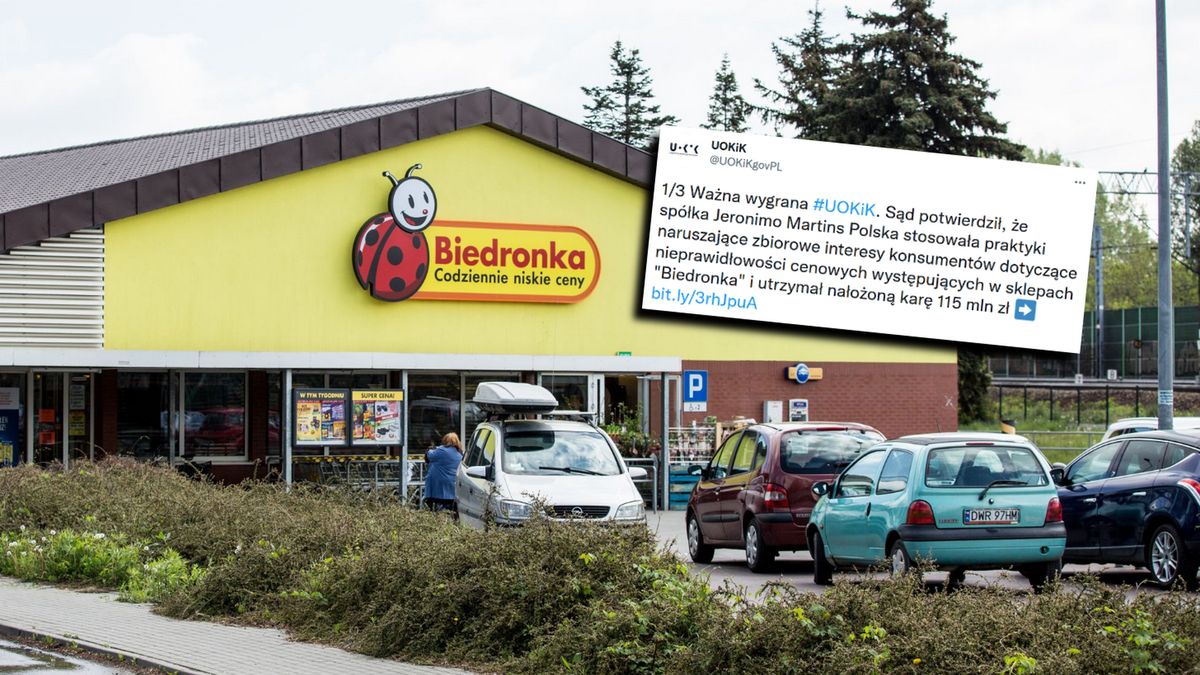 UOKiK
@UOKiKgovPL
1/3 Ważna wygrana #UOKiK. Sąd potwierdził, że
spółka Jeronimo Martins Polska stosowała praktyki
naruszające zbiorowe interesy konsumentów dotyczące
nieprawidłowości cenowych występujących w sklepach
"Biedronka" i utrzymał nałożoną karę 115 mln zł
bit.ly/3rhJpuA
Biedronka
Codziennie niskie ceny
W TYM TYGODNIU
SUPER CENA!
P
DWR 97HM